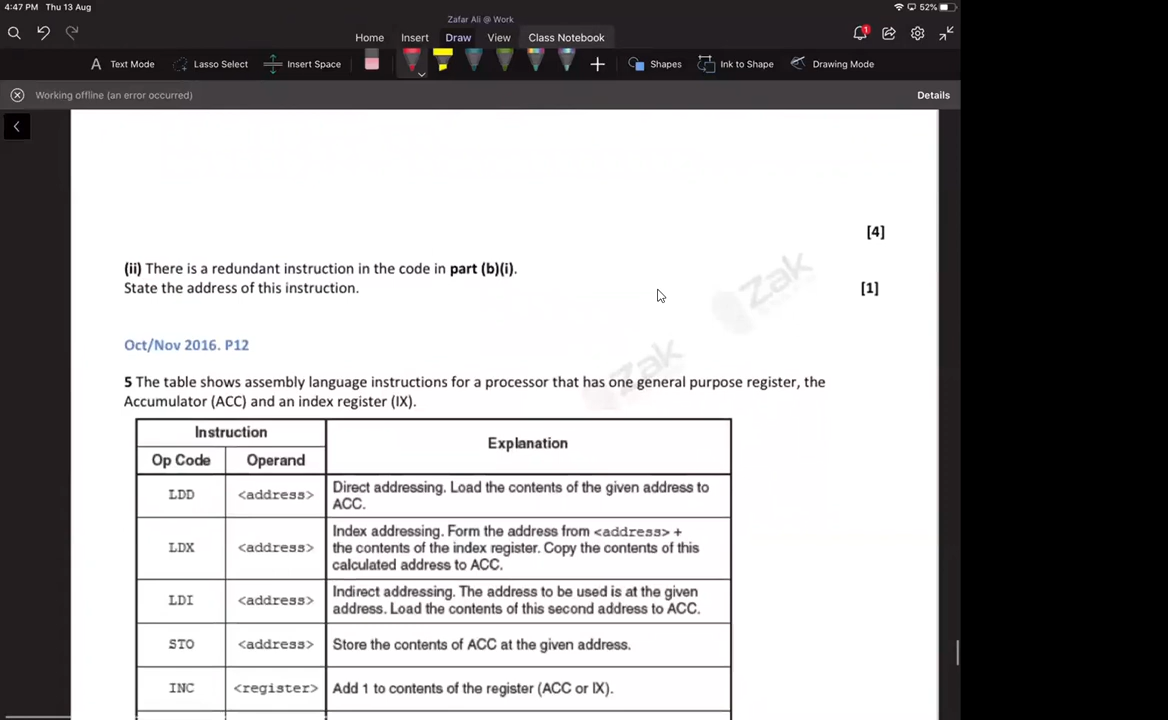 4:47 PM Thu 13 Aug
52%
Zafar Ali @ Work
Home Insert Draw View Class Notebook
1
A Text Mode Lasso Select Insert Space Shapes Ink to Shape Drawing Mode
Working offline (an error occurred) Details
[4]
(ii) There is a redundant instruction in the code in part (b)(i).
State the address of this instruction. [1]
Zak
Oct/Nov 2016. P12
Zak
5 The table shows assembly language instructions for a processor that has one general purpose register, the
Accumulator (ACC) and an index register (IX).
Instruction
Explanation
Op Code Operand
LDD <address> Direct addressing. Load the contents of the given address to
ACC.
Index addressing. Form the address from <address> +
LDX <address> the contents of the index register. Copy the contents of this
calculated address to ACC.
LDI <address> Indirect addressing. The address to be used is at the given
address. Load the contents of this second address to ACC.
STO <address> Store the contents of ACC at the given address.
INC <register> Add 1 to contents of the register (ACC or IX).